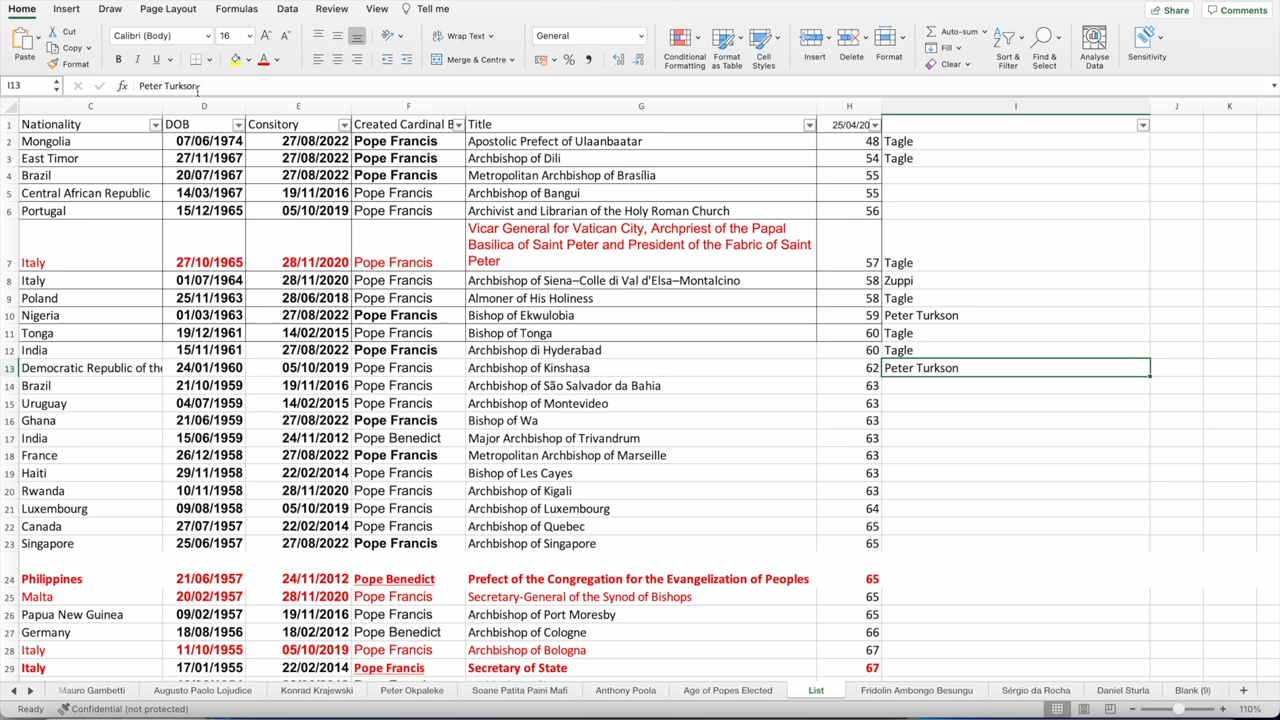 Home Insert Draw Page Layout Formulas Data Review View Tell me Share Comments
Calibri (Body) 16 Wrap Text General Auto-sum
Cut
Copy
Format
Paste
Merge & Centre
Conditional Formatting
Format as Table
Cell Styles
Insert Delete Format
Fill
Clear
Sort & Filter
Find & Select
Analyse Data
Sensitivity
I13 fx Peter Turkson
C D E F G H I J K
1 Nationality DOB Consitory Created Cardinal B Title 25/04/20
2 Mongolia 07/06/1974 27/08/2022 Pope Francis Apostolic Prefect of Ulaanbaatar 48 Tagle
3 East Timor 27/11/1967 27/08/2022 Pope Francis Archbishop of Dili 54 Tagle
4 Brazil 20/07/1967 27/08/2022 Pope Francis Metropolitan Archbishop of Brasília 55
5 Central African Republic 14/03/1967 19/11/2016 Pope Francis Archbishop of Bangui 55
6 Portugal 15/12/1965 05/10/2019 Pope Francis Archivist and Librarian of the Holy Roman Church 56
Vicar General for Vatican City, Archpriest of the Papal
Basilica of Saint Peter and President of the Fabric of Saint
7 Italy 27/10/1965 28/11/2020 Pope Francis Peter 57 Tagle
8 Italy 01/07/1964 28/11/2020 Pope Francis Archbishop of Siena–Colle di Val d'Elsa–Montalcino 58 Zuppi
9 Poland 25/11/1963 28/06/2018 Pope Francis Almoner of His Holiness 58 Tagle
10 Nigeria 01/03/1963 27/08/2022 Pope Francis Bishop of Ekwulobia 59 Peter Turkson
11 Tonga 19/12/1961 14/02/2015 Pope Francis Bishop of Tonga 60 Tagle
12 India 15/11/1961 27/08/2022 Pope Francis Archbishop di Hyderabad 60 Tagle
13 Democratic Republic of the 24/01/1960 05/10/2019 Pope Francis Archbishop of Kinshasa 62 Peter Turkson
14 Brazil 21/10/1959 19/11/2016 Pope Francis Archbishop of São Salvador da Bahia 63
15 Uruguay 04/07/1959 14/02/2015 Pope Francis Archbishop of Montevideo 63
16 Ghana 21/06/1959 27/08/2022 Pope Francis Bishop of Wa 63
17 India 15/06/1959 24/11/2012 Pope Benedict Major Archbishop of Trivandrum 63
18 France 26/12/1958 27/08/2022 Pope Francis Metropolitan Archbishop of Marseille 63
19 Haiti 29/11/1958 22/02/2014 Pope Francis Bishop of Les Cayes 63
20 Rwanda 10/11/1958 28/11/2020 Pope Francis Archbishop of Kigali 63
21 Luxembourg 09/08/1958 05/10/2019 Pope Francis Archbishop of Luxembourg 64
22 Canada 27/07/1957 22/02/2014 Pope Francis Archbishop of Quebec 65
23 Singapore 25/06/1957 27/08/2022 Pope Francis Archbishop of Singapore 65
24 Philippines 21/06/1957 24/11/2012 Pope Benedict Prefect of the Congregation for the Evangelization of Peoples 65
25 Malta 20/02/1957 28/11/2020 Pope Francis Secretary-General of the Synod of Bishops 65
26 Papua New Guinea 09/02/1957 19/11/2016 Pope Francis Archbishop of Port Moresby 65
27 Germany 18/08/1956 18/02/2012 Pope Benedict Archbishop of Cologne 66
28 Italy 11/10/1955 05/10/2019 Pope Francis Archbishop of Bologna 67
29 Italy 17/01/1955 22/02/2014 Pope Francis Secretary of State 67
Mauro Gambetti Augusto Paolo Lojudice Konrad Krajewski Peter Okpaleke Soane Patita Paini Mafi Anthony Poola Age of Popes Elected List Fridolin Ambongo Besungu Sérgio da Rocha Daniel Sturla Blank (9)
Ready Confidential (not protected) 110%